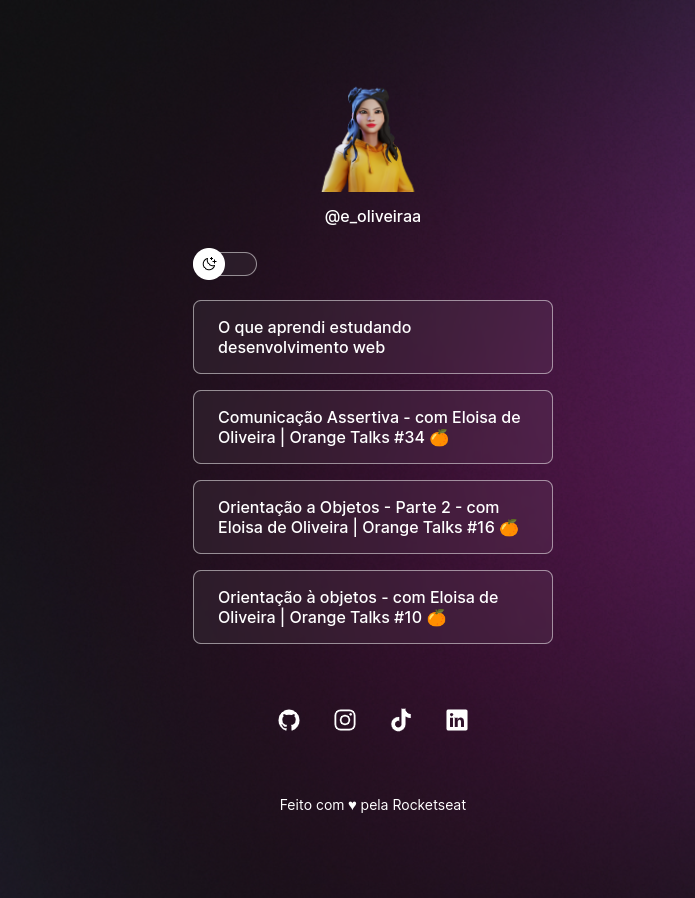 @e_oliveiraa
O que aprendi estudando
desenvolvimento web
Comunicação Assertiva - com Eloisa de
Oliveira | Orange Talks #34 🍊
Orientação a Objetos - Parte 2 - com
Eloisa de Oliveira | Orange Talks #16 🍊
Orientação à objetos - com Eloisa de
Oliveira | Orange Talks #10 🍊
Feito com ♥ pela Rocketseat